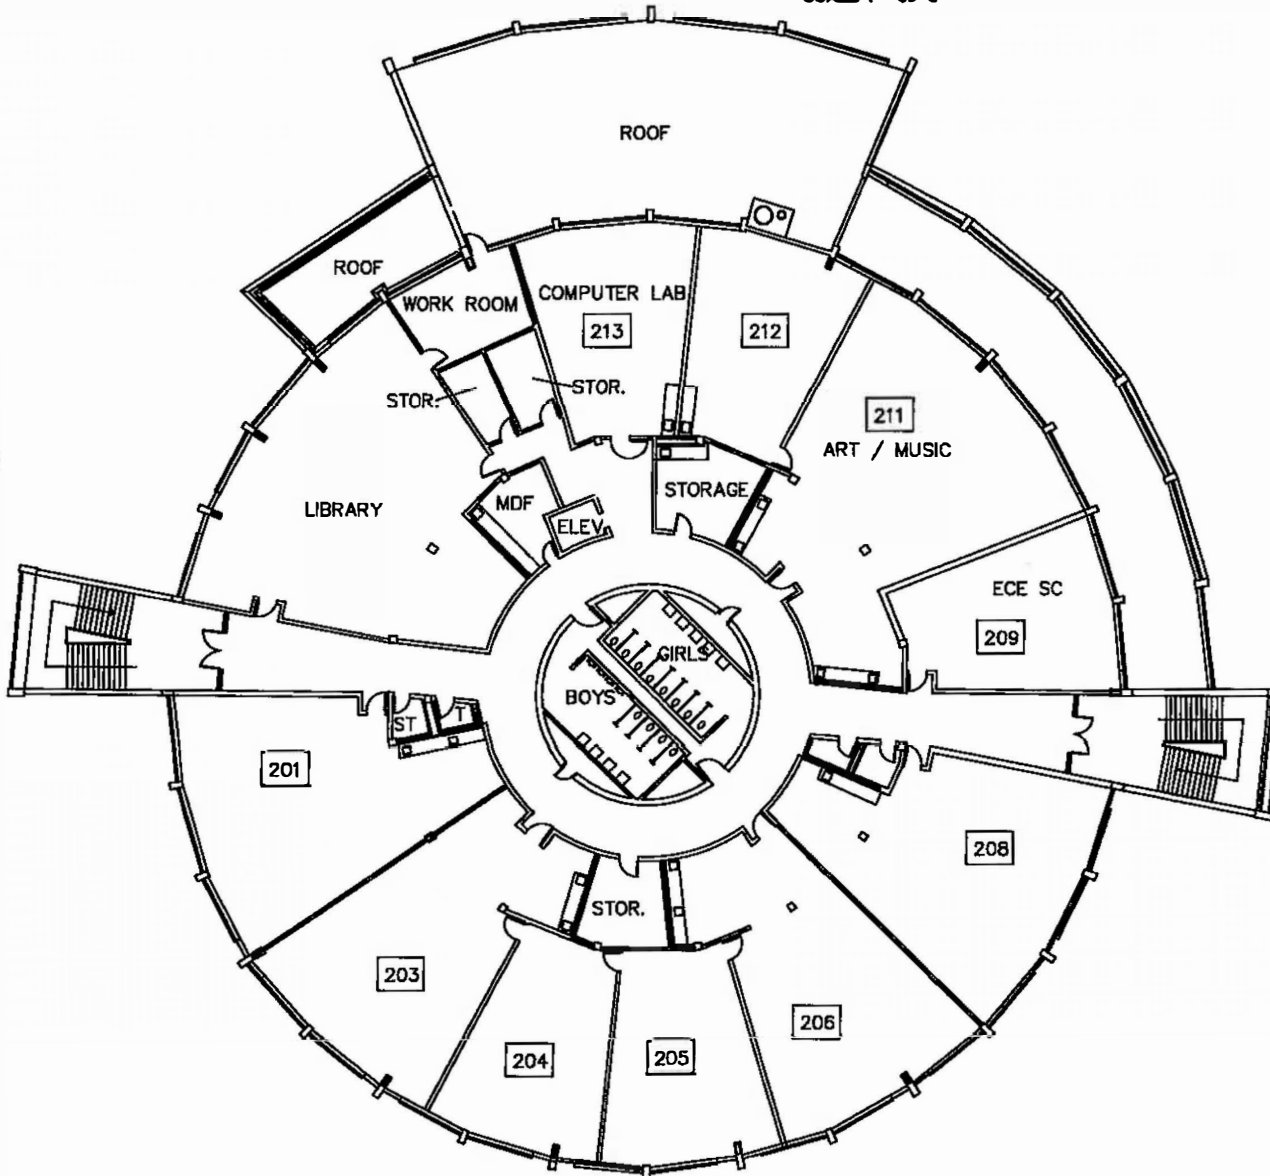 ROOF
ROOF
WORK ROOM
COMPUTER LAB
213
212
STOR.
STOR.
211
ART / MUSIC
LIBRARY
MDF
STORAGE
ELEV
ECE SC
209
GIRLS
BOYS
ST
T
201
208
STOR.
203
206
204
205